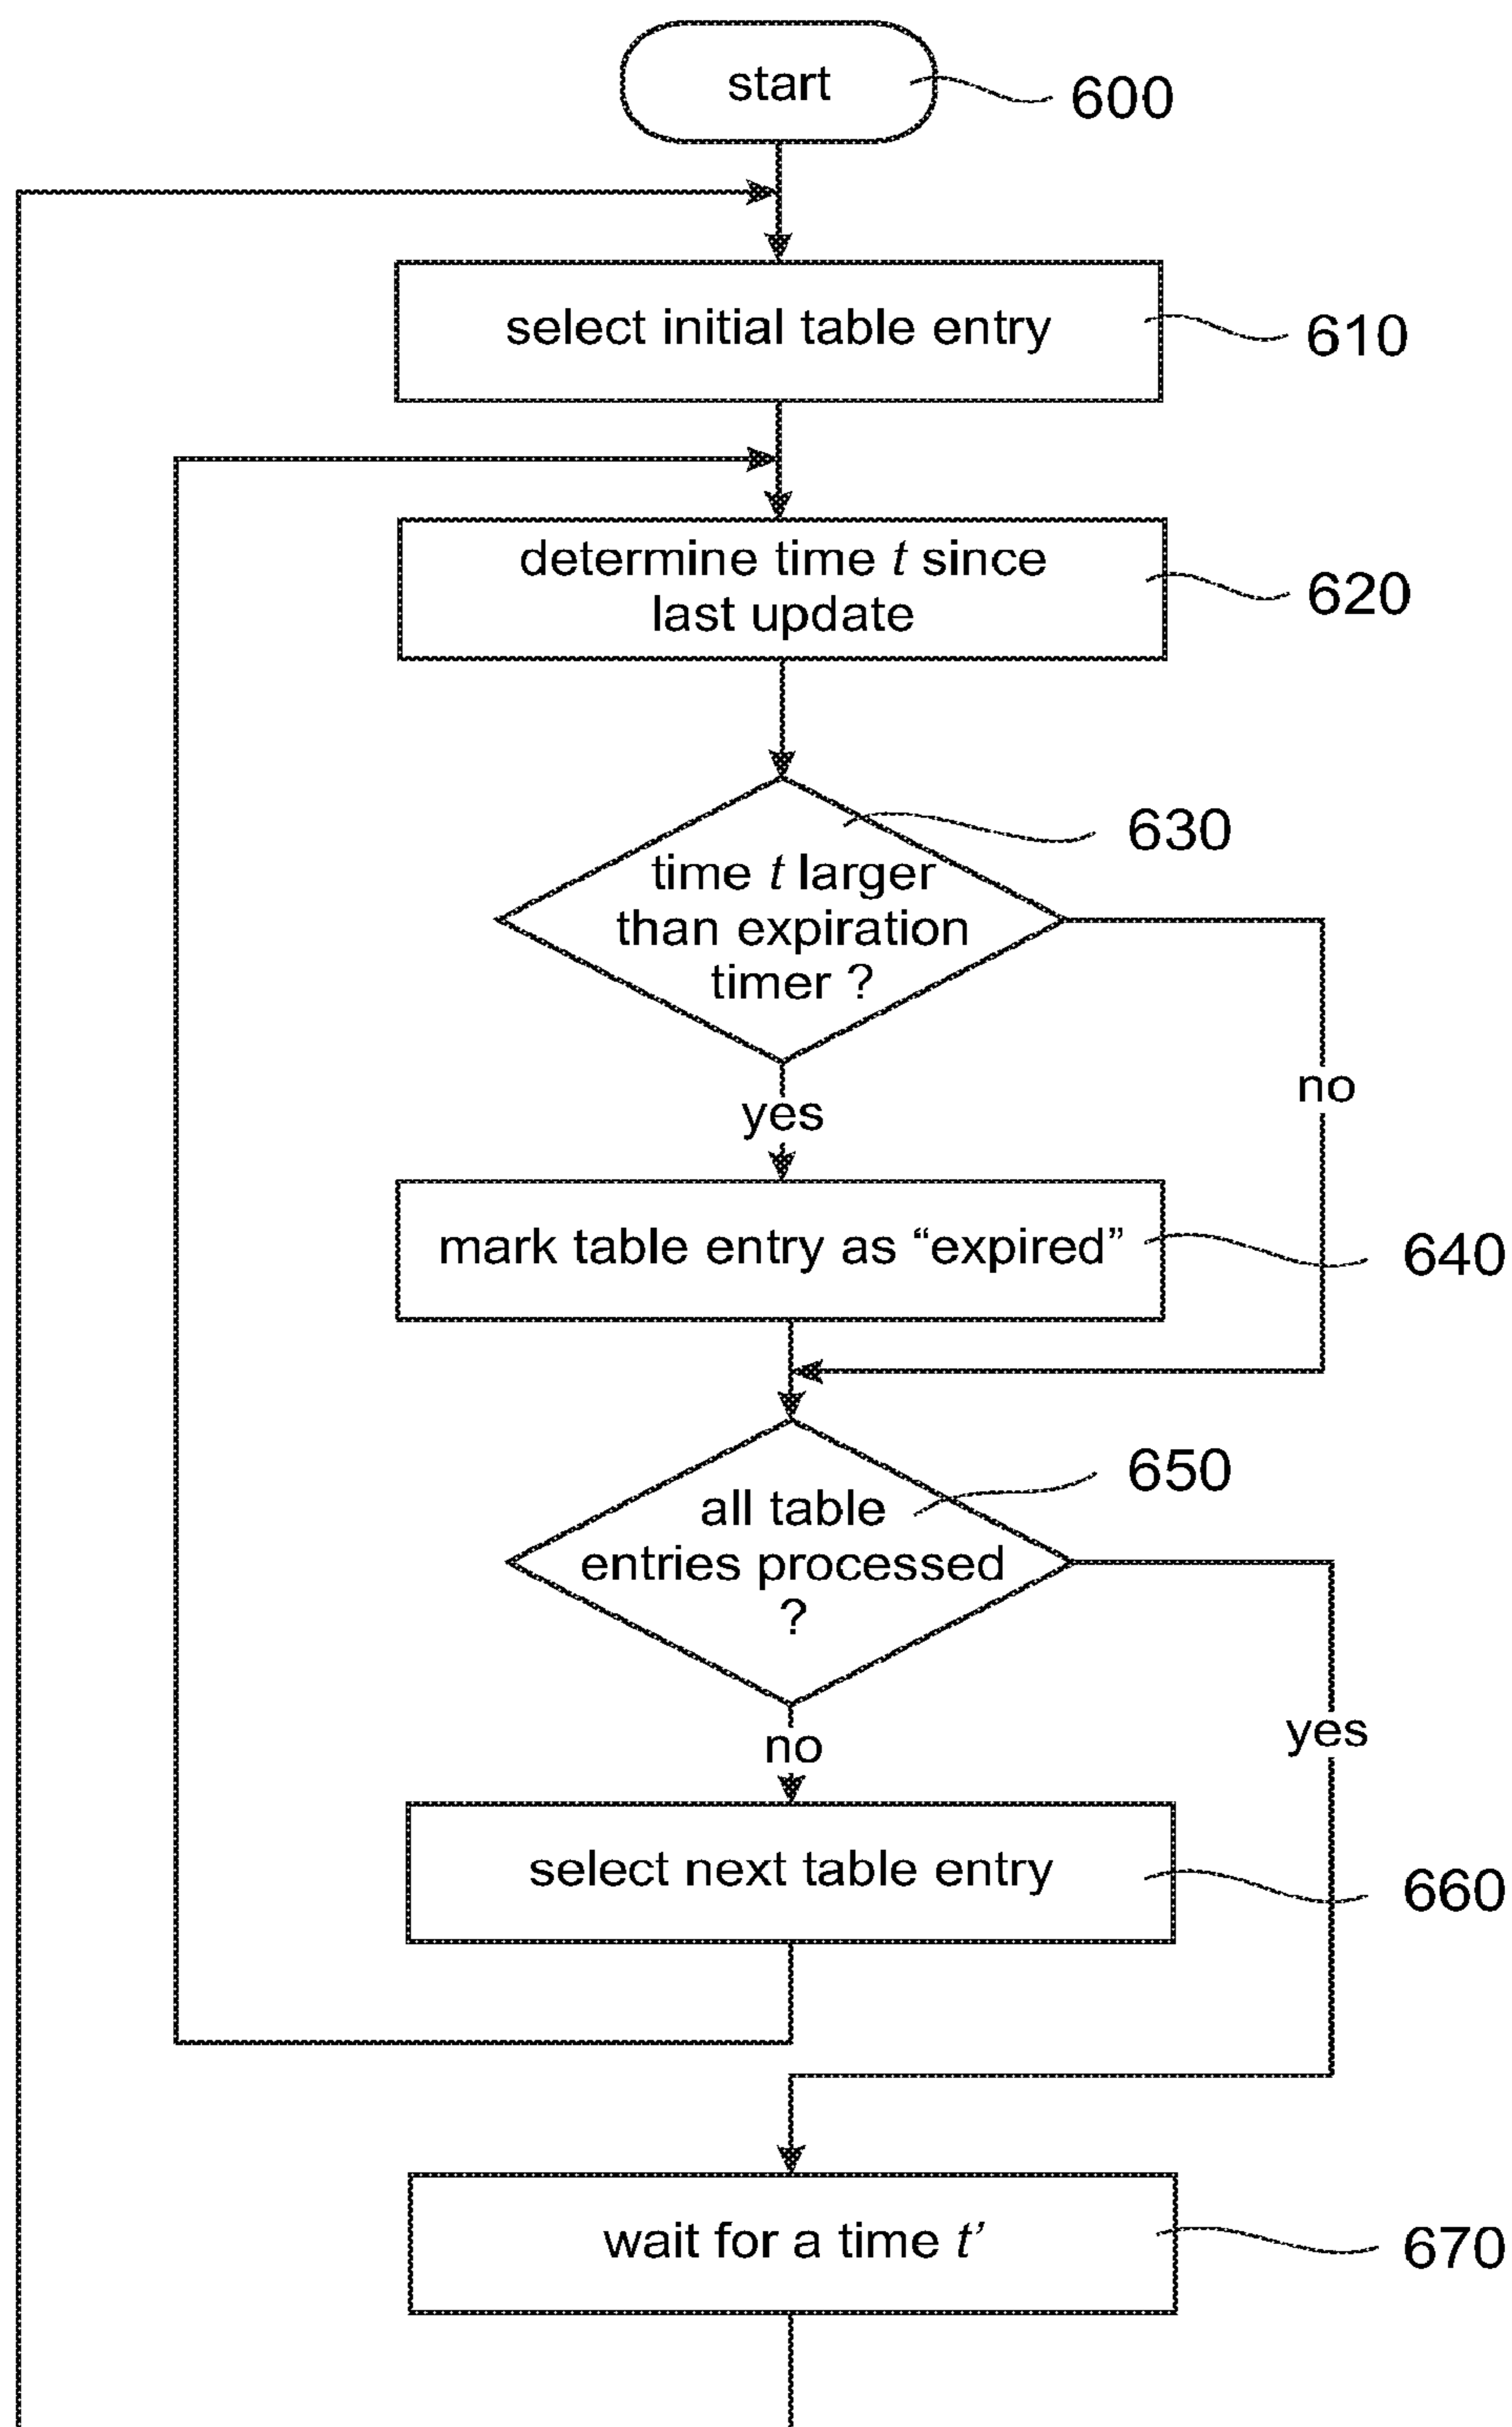 start
600
select initial table entry
610
determine time t since
last update
620
630
time t larger
than expiration
timer ?
no
yes
mark table entry as “expired”
640
650
all table
entries processed
?
yes
no
select next table entry
660
wait for a time t’
670